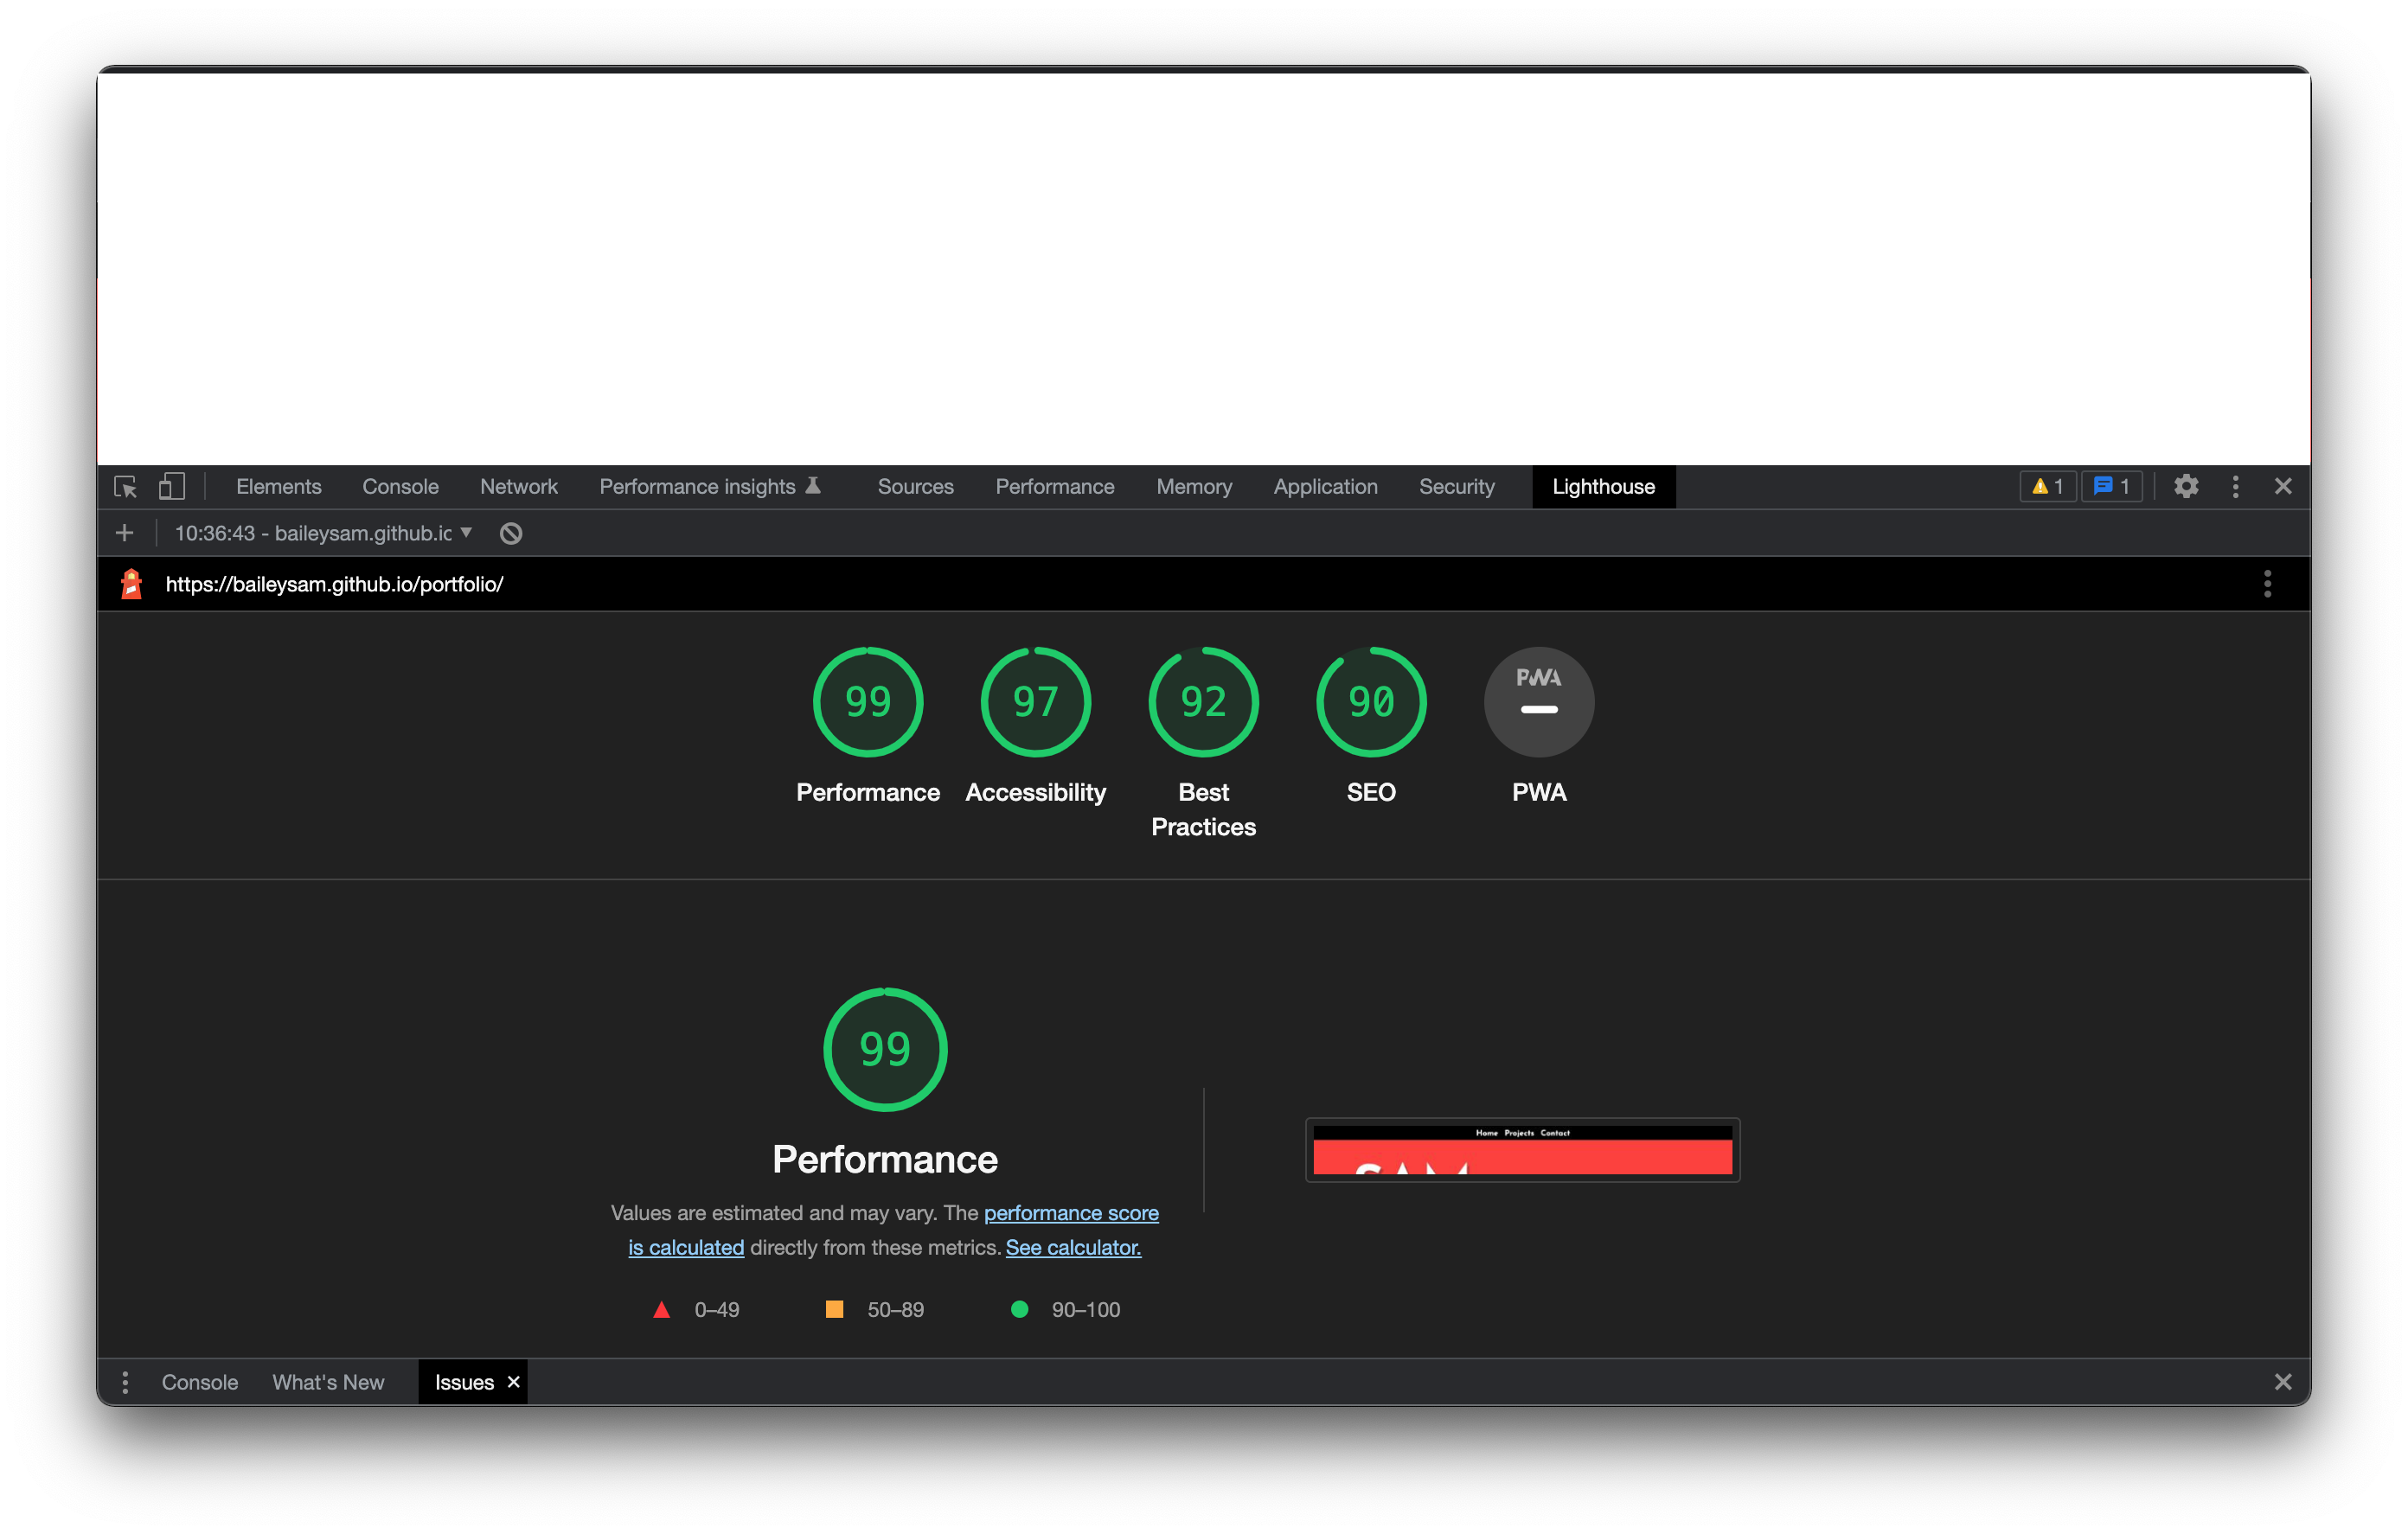 Elements Console Network Performance insights Sources Performance Memory Application Security Lighthouse 1 1
10:36:43 - baileysam.github.io
https://baileysam.github.io/portfolio/
99 97 92 90 PWA
Performance Accessibility Best Practices SEO PWA
99
Home Projects Contact
SAM
Performance
Values are estimated and may vary. The performance score
is calculated directly from these metrics. See calculator.
0–49 50–89 90–100
Console What's New Issues